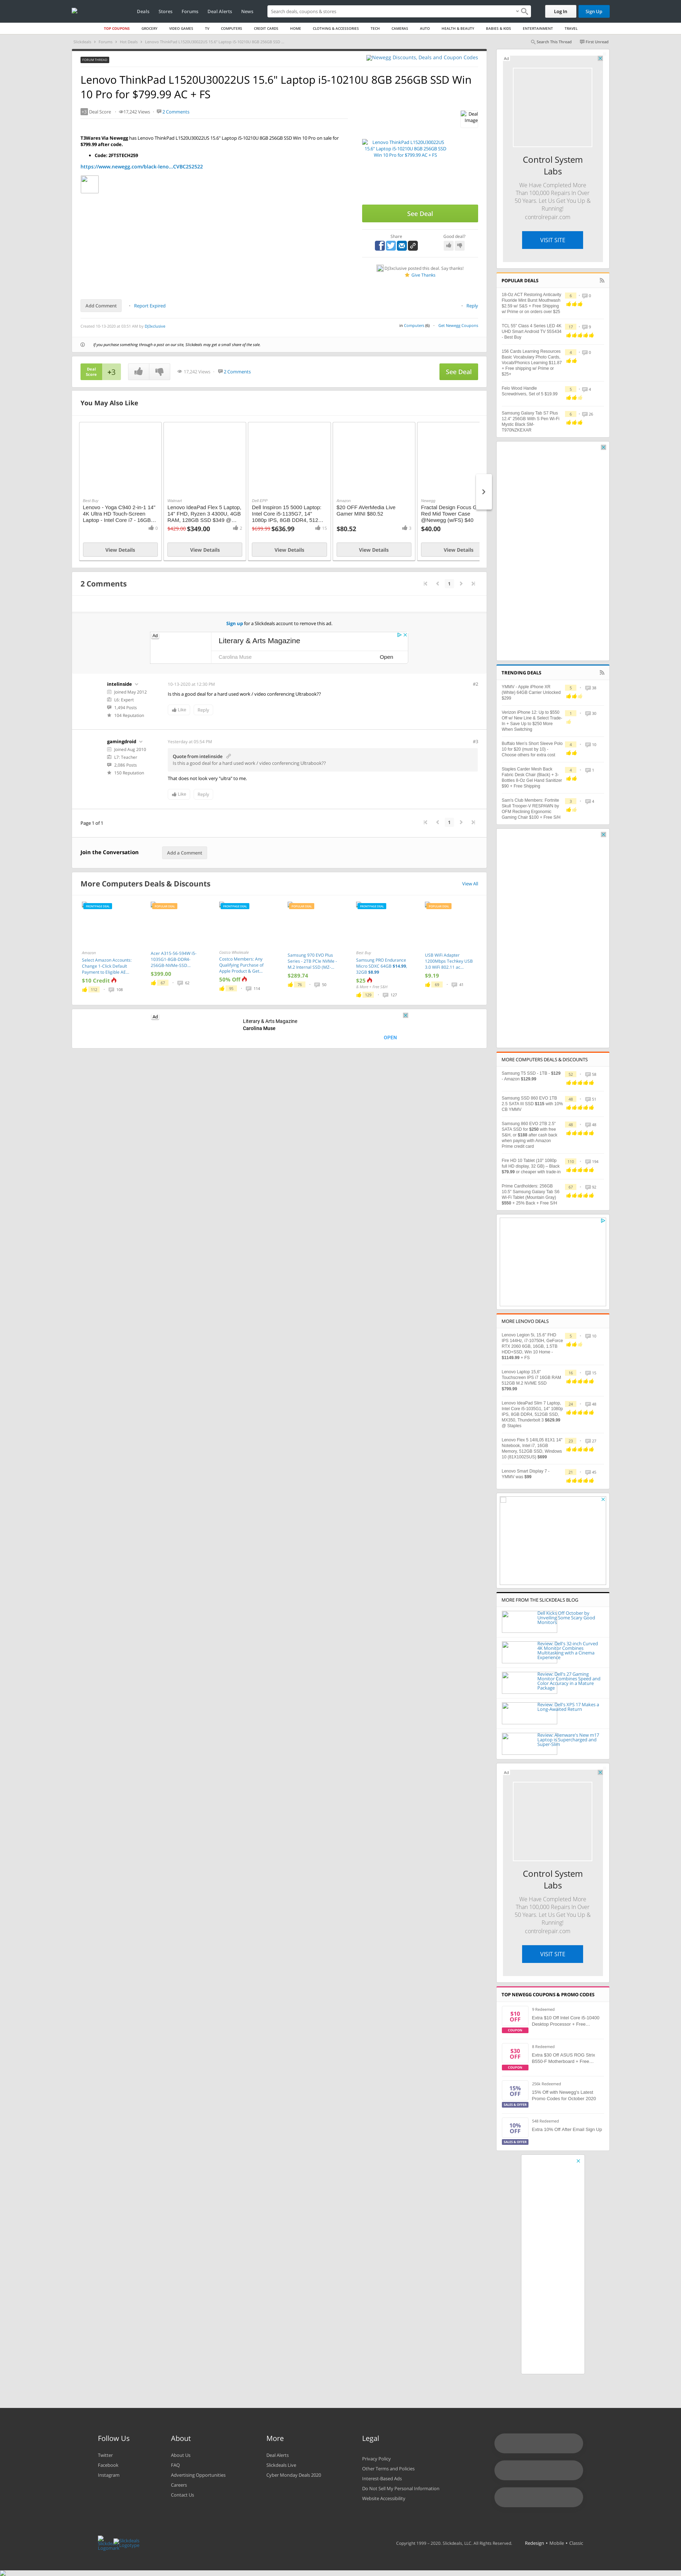 Deals
Stores
Forums
Deal Alerts
News
Search deals, coupons & stores
Log In
Sign Up
TOP COUPONS
GROCERY
VIDEO GAMES
TV
COMPUTERS
CREDIT CARDS
HOME
CLOTHING & ACCESSORIES
TECH
CAMERAS
AUTO
HEALTH & BEAUTY
BABIES & KIDS
ENTERTAINMENT
TRAVEL
Slickdeals > Forums > Hot Deals > Lenovo ThinkPad L1520U30022US 15.6" Laptop i5-10210U 8GB 256GB SSD...
Search This Thread
First Unread
FORUM THREAD
Newegg Discounts, Deals and Coupon Codes
Lenovo ThinkPad L1520U30022US 15.6" Laptop i5-10210U 8GB 256GB SSD Win 10 Pro for $799.99 AC + FS
+3 Deal Score
17,242 Views
2 Comments
Deal image
T3Wares Via Newegg has Lenovo ThinkPad L1520U30022US 15.6" Laptop i5-10210U 8GB 256GB SSD Win 10 Pro on sale for $799.99 after code.
Code: 2FTSTECH259
https://www.newegg.com/black-leno...CVBC252522
Lenovo ThinkPad L1520U30022US 15.6" Laptop i5-10210U 8GB 256GB SSD Win 10 Pro for $799.99 AC + FS
See Deal
Share
Good deal?
DJ3xclusive posted this deal. Say thanks!
Give Thanks
Add Comment
Report Expired
Reply
in Computers (6)
Get Newegg Coupons
If you purchase something through a post on our site, Slickdeals may get a small share of the sale.
Deal Score
+3
17,242 Views
2 Comments
See Deal
You May Also Like
Best Buy
Lenovo - Yoga C940 2-in-1 14" 4K Ultra HD Touch-Screen Laptop - Intel Core i7 - 16GB...
View Details
Walmart
Lenovo IdeaPad Flex 5 Laptop, 14" FHD, Ryzen 3 4300U, 4GB RAM, 128GB SSD $349 @...
$429.00 $349.00
2
View Details
Dell EPP
Dell Inspiron 15 5000 Laptop: Intel Core i5-1135G7, 14" 1080p IPS, 8GB DDR4, 512...
$699.99 $636.99
15
View Details
Amazon
$20 OFF AVerMedia Live Gamer MINI $80.52
$80.52
0
View Details
Newegg
Fractal Design Focus G Red Mid Tower Case @Newegg (w/FS) $40
$40.00
View Details
2 Comments
1
Sign up for a Slickdeals account to remove this ad.
Ad
Literary & Arts Magazine
Carolina Muse
Open
intelinside
Joined May 2012
L6: Expert
1,494 Posts
184 Reputation
10-13-2020 at 12:30 PM
#2
Is this a good deal for a hard used work / video conferencing Ultrabook??
Like
Reply
gamingdroid
Joined Aug 2010
L7: Teacher
2,086 Posts
150 Reputation
Yesterday at 05:04 PM
#3
Quote from intelinside
Is this a good deal for a hard used work / video conferencing Ultrabook??
That does not look very "ultra" to me.
Like
Reply
Page 1 of 1
1
Join the Conversation
Add a Comment
More Computers Deals & Discounts
View All
Amazon
Select Amazon Accounts: Change 1-Click Default Payment to Eligible AE...
$10 Credit
112
108
Acer A315-56-594W i5-1035G1 8GB-DDR4 256GB-NVMe-SSD...
$399.00
67
62
Costco Wholesale
Costco Members: Any Qualifying Purchase of Apple Product & Get...
50% Off
95
114
Samsung 970 EVO Plus Series - 2TB PCIe NVMe - M.2 Internal SSD (MZ-...
$289.74
75
55
Best Buy
Samsung PRO Endurance Micro SDXC 64GB $14.99, 32GB $8.99
$25
& More + Free S&H
129
127
USB WiFi Adapter 1200Mbps Techkey USB 3.0 WiFi 802.11 ac...
$9.19
69
41
Ad
Literary & Arts Magazine
Carolina Muse
OPEN
Ad
Control System Labs
We Have Completed More Than 100,000 Repairs In Over 50 Years. Let Us Get You Up & Running!
controlrepair.com
VISIT SITE
POPULAR DEALS
18-Oz ACT Restoring Anticavity Fluoride Mint Burst Mouthwash $2.59 w/ S&S + Free Shipping w/ Prime or on orders over $25
TCL 55" Class 4 Series LED 4K UHD Smart Android TV 55S434 - Best Buy
156 Cards Learning Resources Basic Vocabulary Photo Cards, Vocab/Phonics Learning $11.87 + Free shipping w/ Prime or $25+
Felo Wood Handle Screwdrivers, Set of 5 $19.99
Samsung Galaxy Tab S7 Plus 12.4" 256GB With S Pen Wi-Fi Mystic Black SM-T970NZKEXAR
TRENDING DEALS
YMMV - Apple iPhone XR (White) 64GB Carrier Unlocked $299
Verizon iPhone 12: Up to $550 Off w/ New Line & Select Trade-in + Save Up to $250 More When Switching
Buffalo Men's Short Sleeve Polo 10 for $20 (must by 10) - Choose others for extra cost
Staples Carder Mesh Back Fabric Desk Chair (Black) + 3-Bottles 8-Oz Gel Hand Sanitizer $90 + Free Shipping
Sam's Club Members: Fortnite Skull Trooper-V RESPAWN by OFM Reclining Ergonomic Gaming Chair $100 + Free S/H
MORE COMPUTERS DEALS & DISCOUNTS
Samsung T5 SSD - 1TB - $129 - Amazon $129.99
Samsung SSD 860 EVO 1TB 2.5 SATA III SSD $115 with 10% CB YMMV
Samsung 860 EVO 2TB 2.5" SATA SSD for $250 with free S&H, or $188 after cash back when paying with Amazon Prime credit card
Fire HD 10 Tablet (10" 1080p full HD display, 32 GB) – Black $79.99 or cheaper with trade-in
Prime Cardholders: 256GB 10.5" Samsung Galaxy Tab S6 Wi-Fi Tablet (Mountain Grey) $550 + 25% Back + Free S/H
MORE LENOVO DEALS
Lenovo Legion 5i, 15.6" FHD IPS 144Hz, i7-10750H, GeForce RTX 2060 6GB, 16GB, 1.5TB HDD+SSD, Win 10 Home - $1149.99 + FS
Lenovo Laptop 15.6" Touchscreen IPS i7 16GB RAM 512GB M.2 NVME SSD $799.99
Lenovo IdeaPad Slim 7 Laptop, Intel Core i5-1035G1, 14" 1080p IPS, 8GB DDR4, 512GB SSD, MX350, Thunderbolt 3 $629.99 @ Staples
Lenovo Flex 5 14IIL05 81X1 14" Notebook, Intel i7, 16GB Memory, 512GB SSD, Windows 10 (81X1002SUS) $689
Lenovo Smart Display 7 - YMMV was $99
MORE FROM THE SLICKDEALS BLOG
Dell Kicks Off October by Unveiling Some Scary Good Monitors
Review: Dell's 32-inch Curved 4K Monitor Combines Multitasking with a Cinema Experience
Review: Dell's 27 Gaming Monitor Combines Speed and Color Accuracy in a Mature Package
Review: Dell's XPS 17 Makes a Long-Awaited Return
Review: Alienware's New m17 Laptop is Supercharged and Super-Slim
Ad
Control System Labs
We Have Completed More Than 100,000 Repairs In Over 50 Years. Let Us Get You Up & Running!
controlrepair.com
VISIT SITE
TOP NEWEGG COUPONS & PROMO CODES
$10 OFF
COUPON
Extra $10 Off Intel Core i5-10400 Desktop Processor + Free...
$30 OFF
COUPON
Extra $30 Off ASUS ROG Strix B550-F Motherboard + Free...
15% OFF
SALES & OFFER
15% Off with Newegg's Latest Promo Codes for October 2020
10% OFF
SALES & OFFER
Extra 10% Off After Email Sign Up
Follow Us
Twitter
Facebook
Instagram
About
About Us
FAQ
Advertising Opportunities
Careers
Contact Us
More
Deal Alerts
Slickdeals Live
Cyber Monday Deals 2020
Legal
Privacy Policy
Other Terms and Policies
Interest-Based Ads
Do Not Sell My Personal Information
Website Accessibility
Copyright 1999 - 2020. Slickdeals, LLC. All Rights Reserved.
Redesign • Mobile • Classic